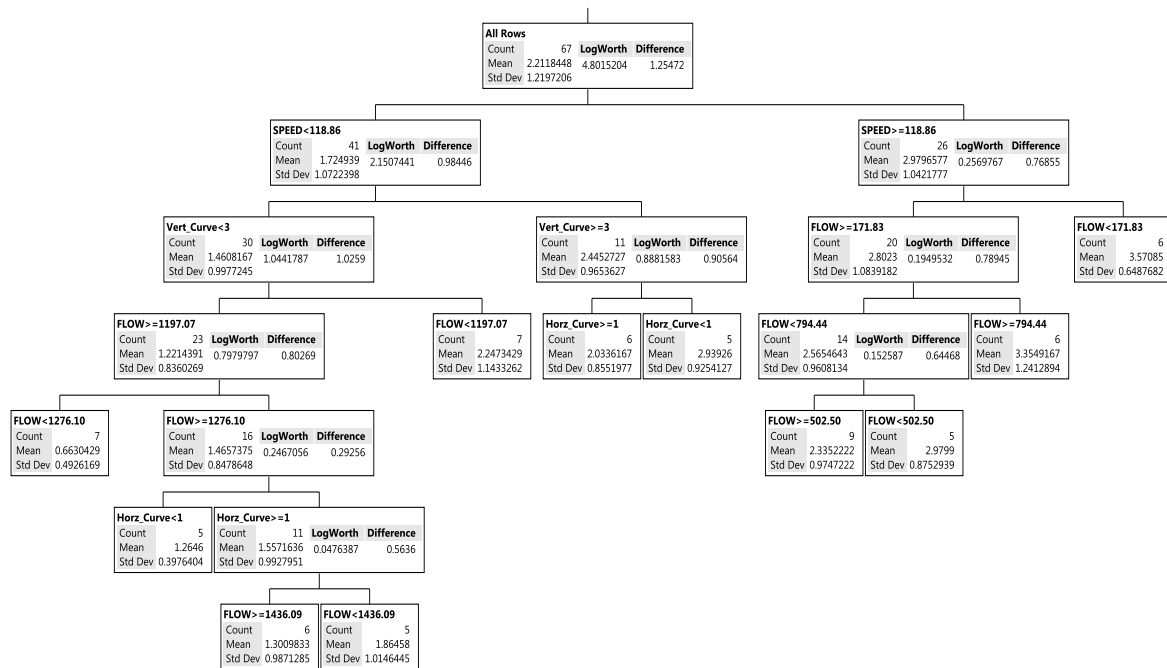 All Rows
Count 67 LogWorth Difference
Mean 2.2118448 4.8015204 1.25472
Std Dev 1.2197206
SPEED<118.86
Count 41 LogWorth Difference
Mean 1.724939 2.1507441 0.98446
Std Dev 1.0722398
SPEED>=118.86
Count 26 LogWorth Difference
Mean 2.9796577 0.2569767 0.76855
Std Dev 1.0421777
Vert_Curve<3
Count 30 LogWorth Difference
Mean 1.4608167 1.0441787 1.0259
Std Dev 0.9977245
Vert_Curve>=3
Count 11 LogWorth Difference
Mean 2.4452727 0.8881583 0.90564
Std Dev 0.9653627
FLOW>=171.83
Count 20 LogWorth Difference
Mean 2.8023 0.1949532 0.78945
Std Dev 1.0839182
FLOW<171.83
Count 6
Mean 3.57085
Std Dev 0.6487682
FLOW>=1197.07
Count 23 LogWorth Difference
Mean 1.2214391 0.7979797 0.80269
Std Dev 0.8360269
FLOW<1197.07
Count 7
Mean 2.2473429
Std Dev 1.1433262
Horz_Curve>=1
Count 6
Mean 2.0336167
Std Dev 0.8551977
Horz_Curve<1
Count 5
Mean 2.93926
Std Dev 0.9254127
FLOW<794.44
Count 14 LogWorth Difference
Mean 2.5654643 0.152587 0.64468
Std Dev 0.9608134
FLOW>=794.44
Count 6
Mean 3.3549167
Std Dev 1.2412894
FLOW<1276.10
Count 7
Mean 0.6630429
Std Dev 0.4926169
FLOW>=1276.10
Count 16 LogWorth Difference
Mean 1.4657375 0.2467056 0.29256
Std Dev 0.8478648
FLOW>=502.50
Count 9
Mean 2.3352222
Std Dev 0.9747222
FLOW<502.50
Count 5
Mean 2.9799
Std Dev 0.8752939
Horz_Curve<1
Count 5
Mean 1.2646
Std Dev 0.3976404
Horz_Curve>=1
Count 11 LogWorth Difference
Mean 1.5571636 0.0476387 0.5636
Std Dev 0.9927951
FLOW>=1436.09
Count 6
Mean 1.3009833
Std Dev 0.9871285
FLOW<1436.09
Count 5
Mean 1.86458
Std Dev 1.0146445